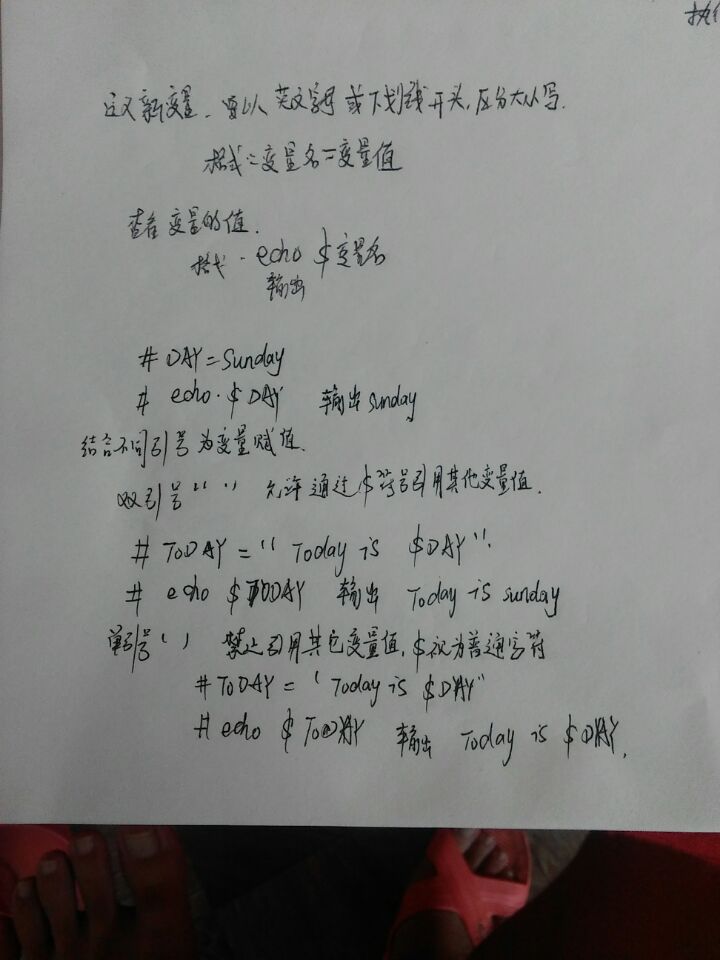 执行
定义新变量、要以英文字母或下划线开头,区分大小写.
格式:变量名=变量值
查看变量的值.
格式. echo $变量名
输出
# DAY=Sunday
# echo $DAY 输出 sunday
结合不同引号为变量赋值.
双引号“ ” 允许通过$符号引用其他变量值.
# TODAY="Today is $DAY".
# echo $TODAY 输出 Today is sunday
单引号' ' 禁止引用其它变量值,$视为普通字符
# TODAY='Today is $DAY"
# echo $TODAY 输出 Today is $DAY.